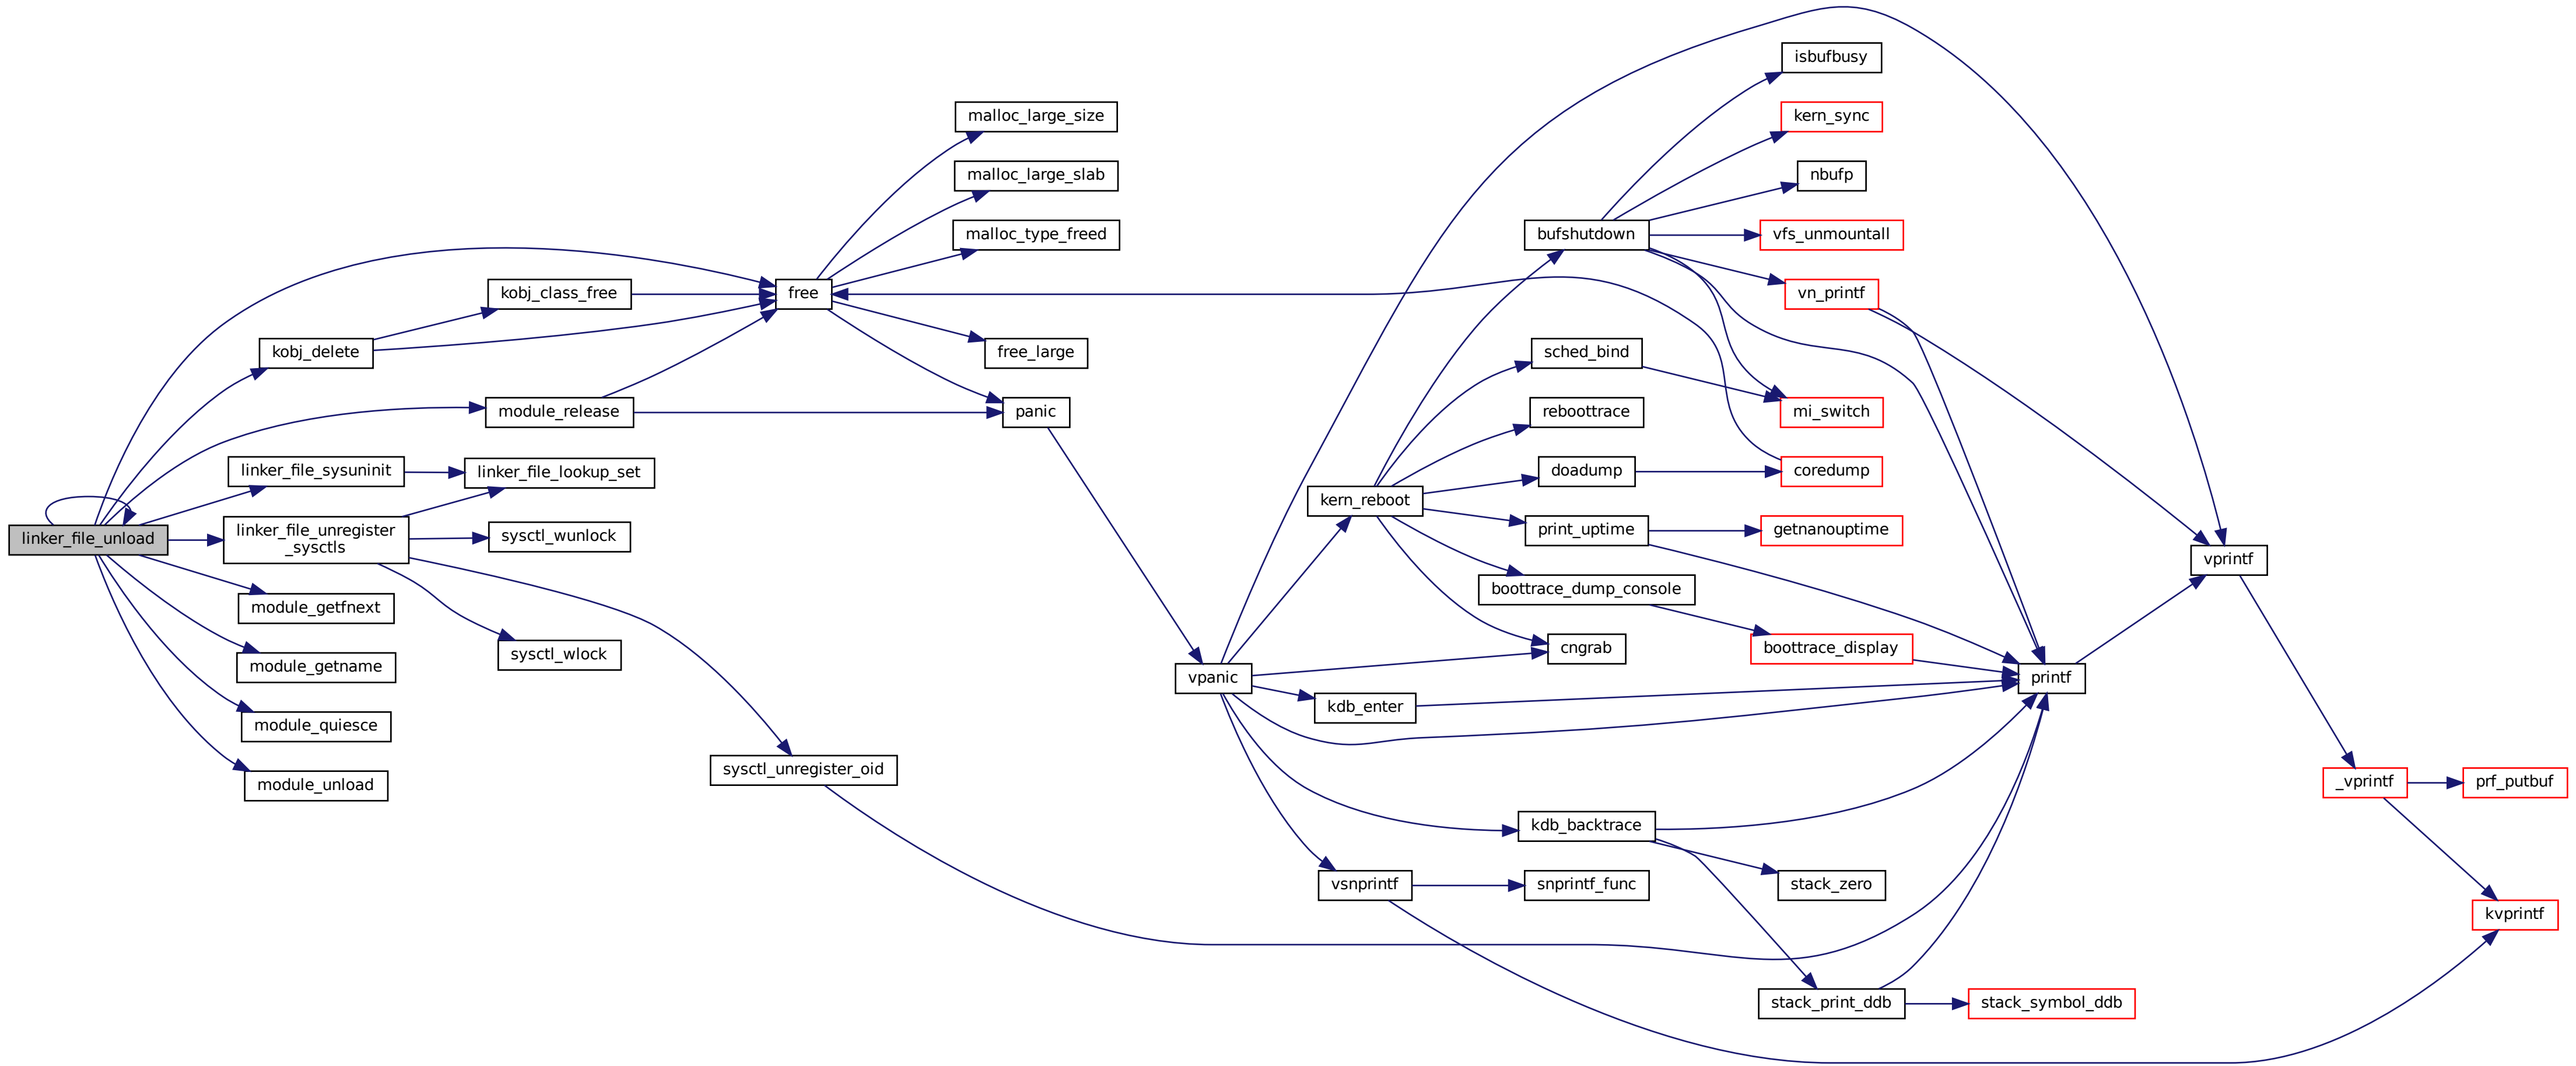 linker_file_unload
free
kobj_delete
kobj_class_free
module_release
linker_file_sysuninit
linker_file_lookup_set
linker_file_unregister
_sysctls
sysctl_wunlock
sysctl_wlock
sysctl_unregister_oid
module_getfnext
module_getname
module_quiesce
module_unload
malloc_large_size
malloc_large_slab
malloc_type_freed
free_large
panic
vpanic
kern_reboot
bufshutdown
isbufbusy
kern_sync
nbufp
vfs_unmountall
vn_printf
sched_bind
mi_switch
reboottrace
doadump
coredump
print_uptime
getnanouptime
boottrace_dump_console
boottrace_display
cngrab
kdb_enter
printf
vprintf
kdb_backtrace
stack_zero
vsnprintf
snprintf_func
stack_print_ddb
stack_symbol_ddb
_vprintf
prf_putbuf
kvprintf